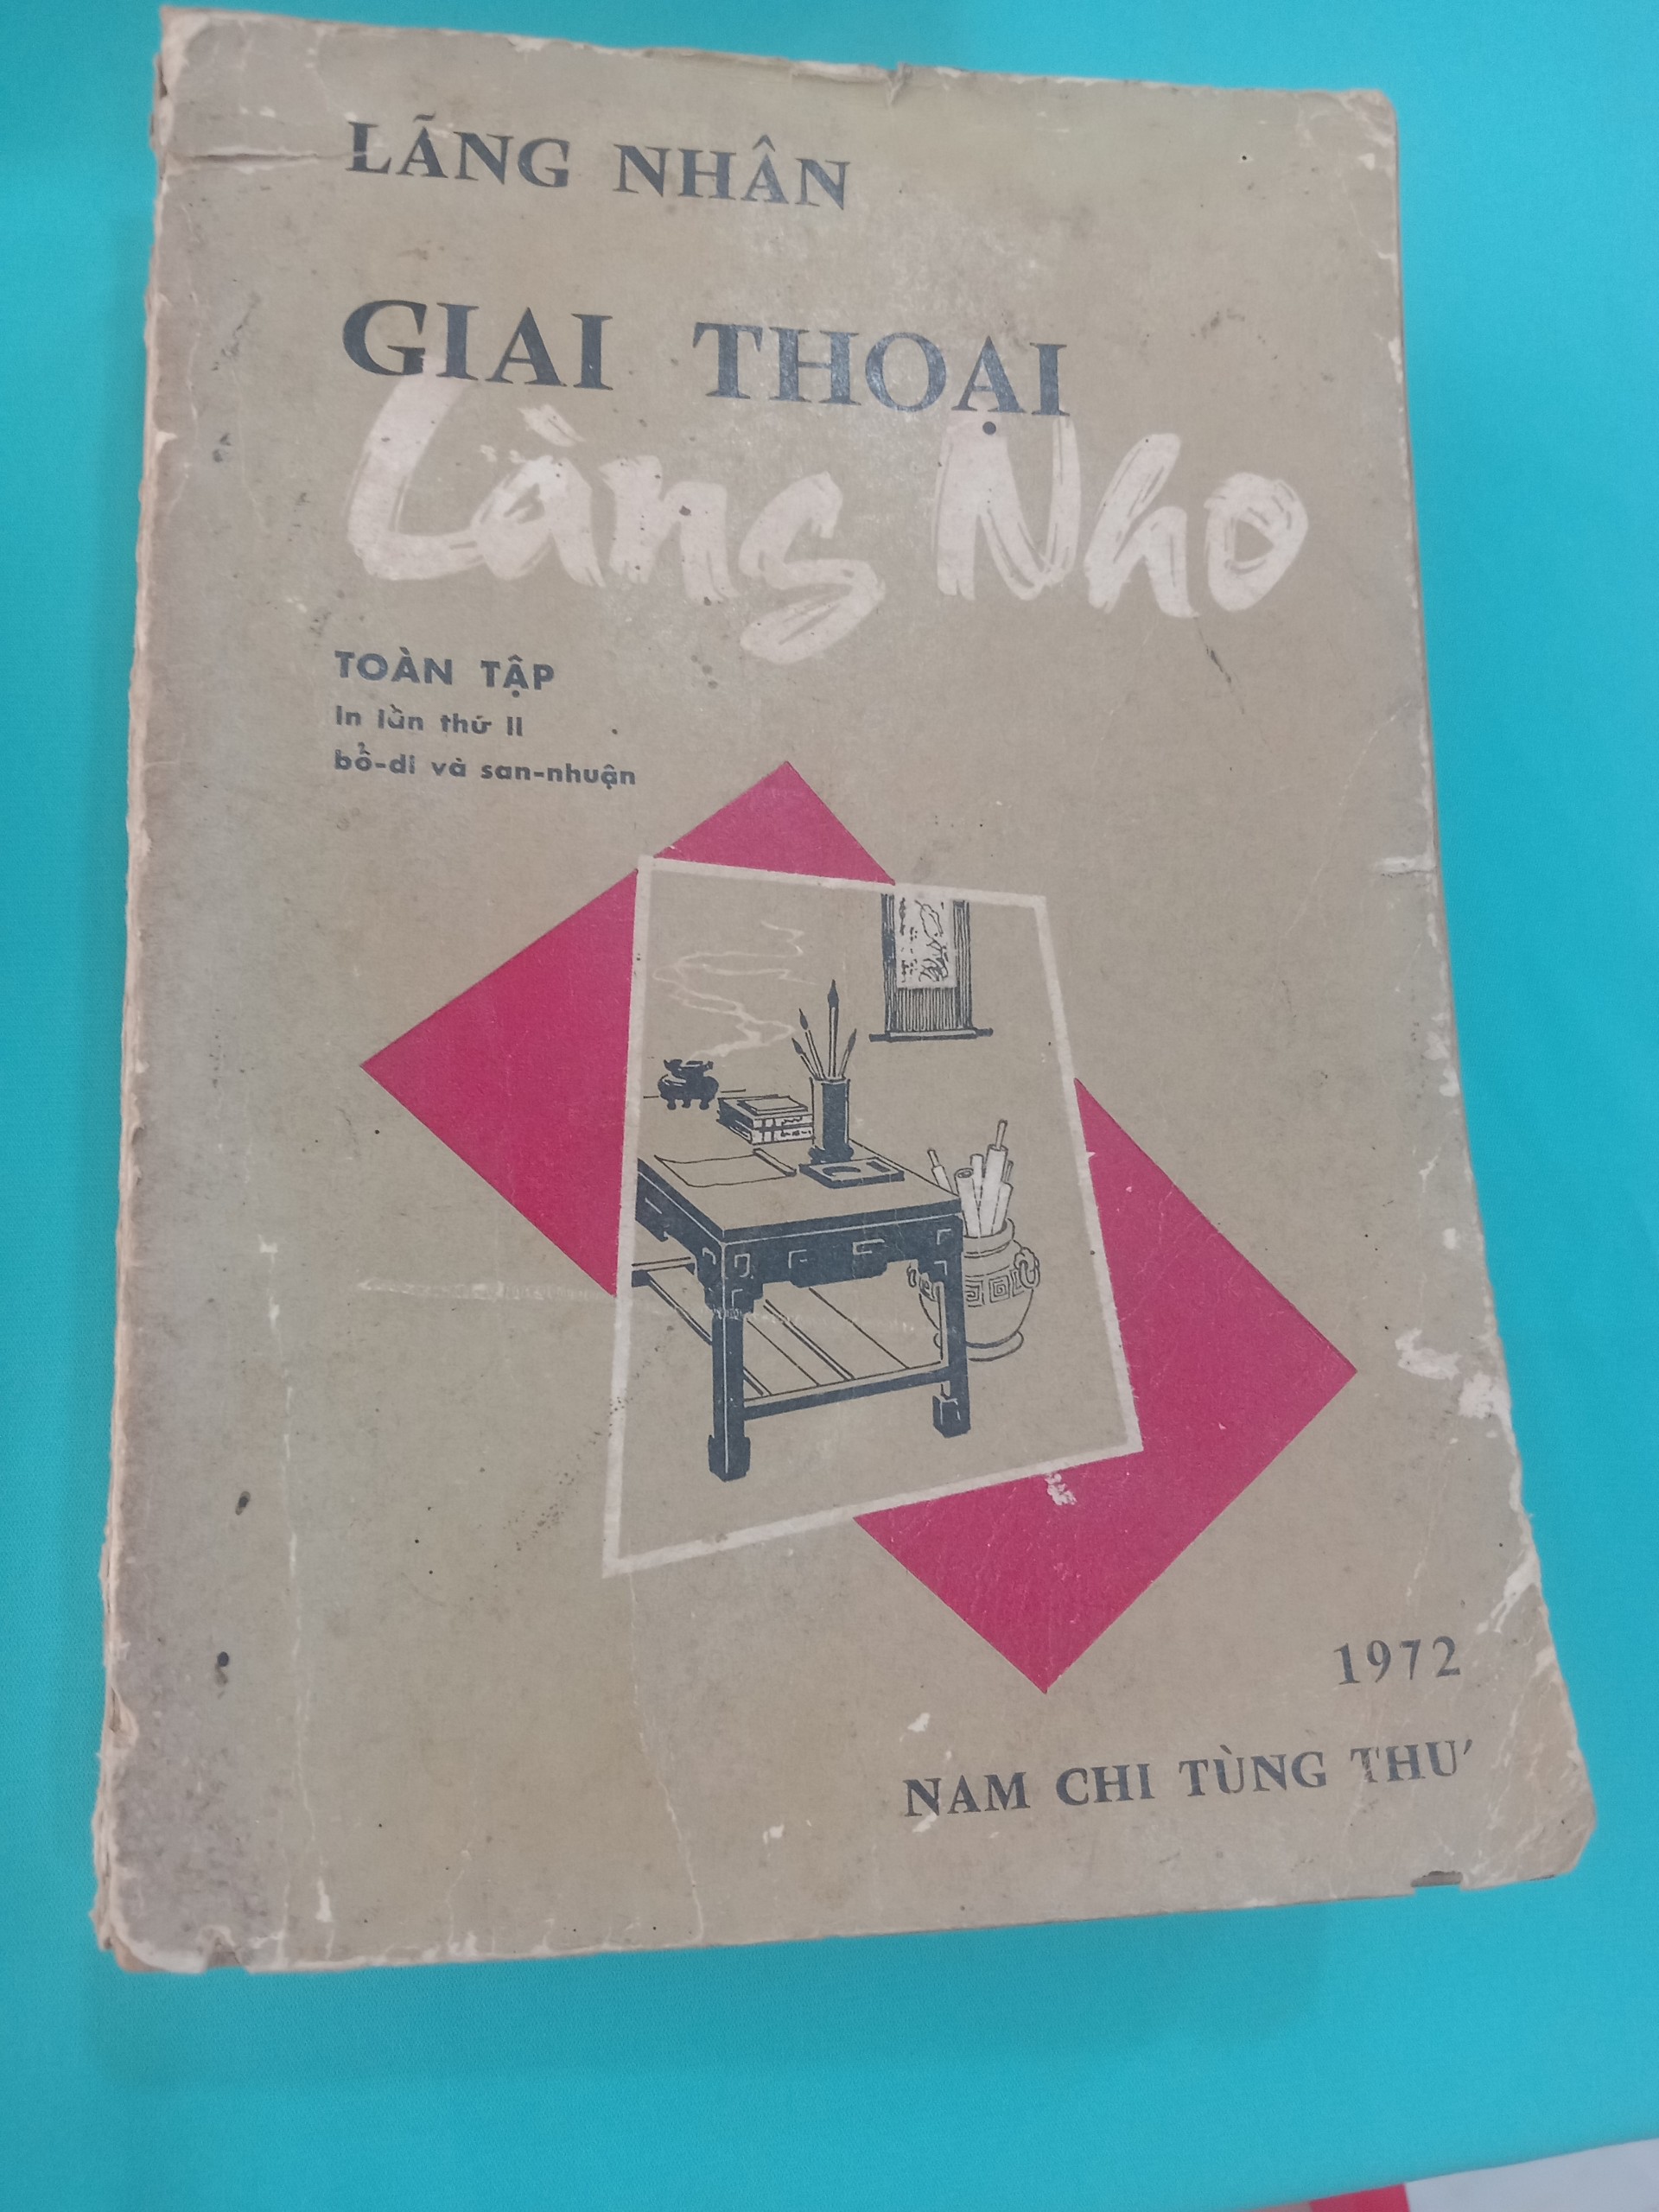 LÃNG NHÂN
GIAI THOẠI
Làng Nho
TOÀN TẬP
In lần thứ II
bổ-di và san-nhuận
1972
NAM CHI TÙNG THƯ